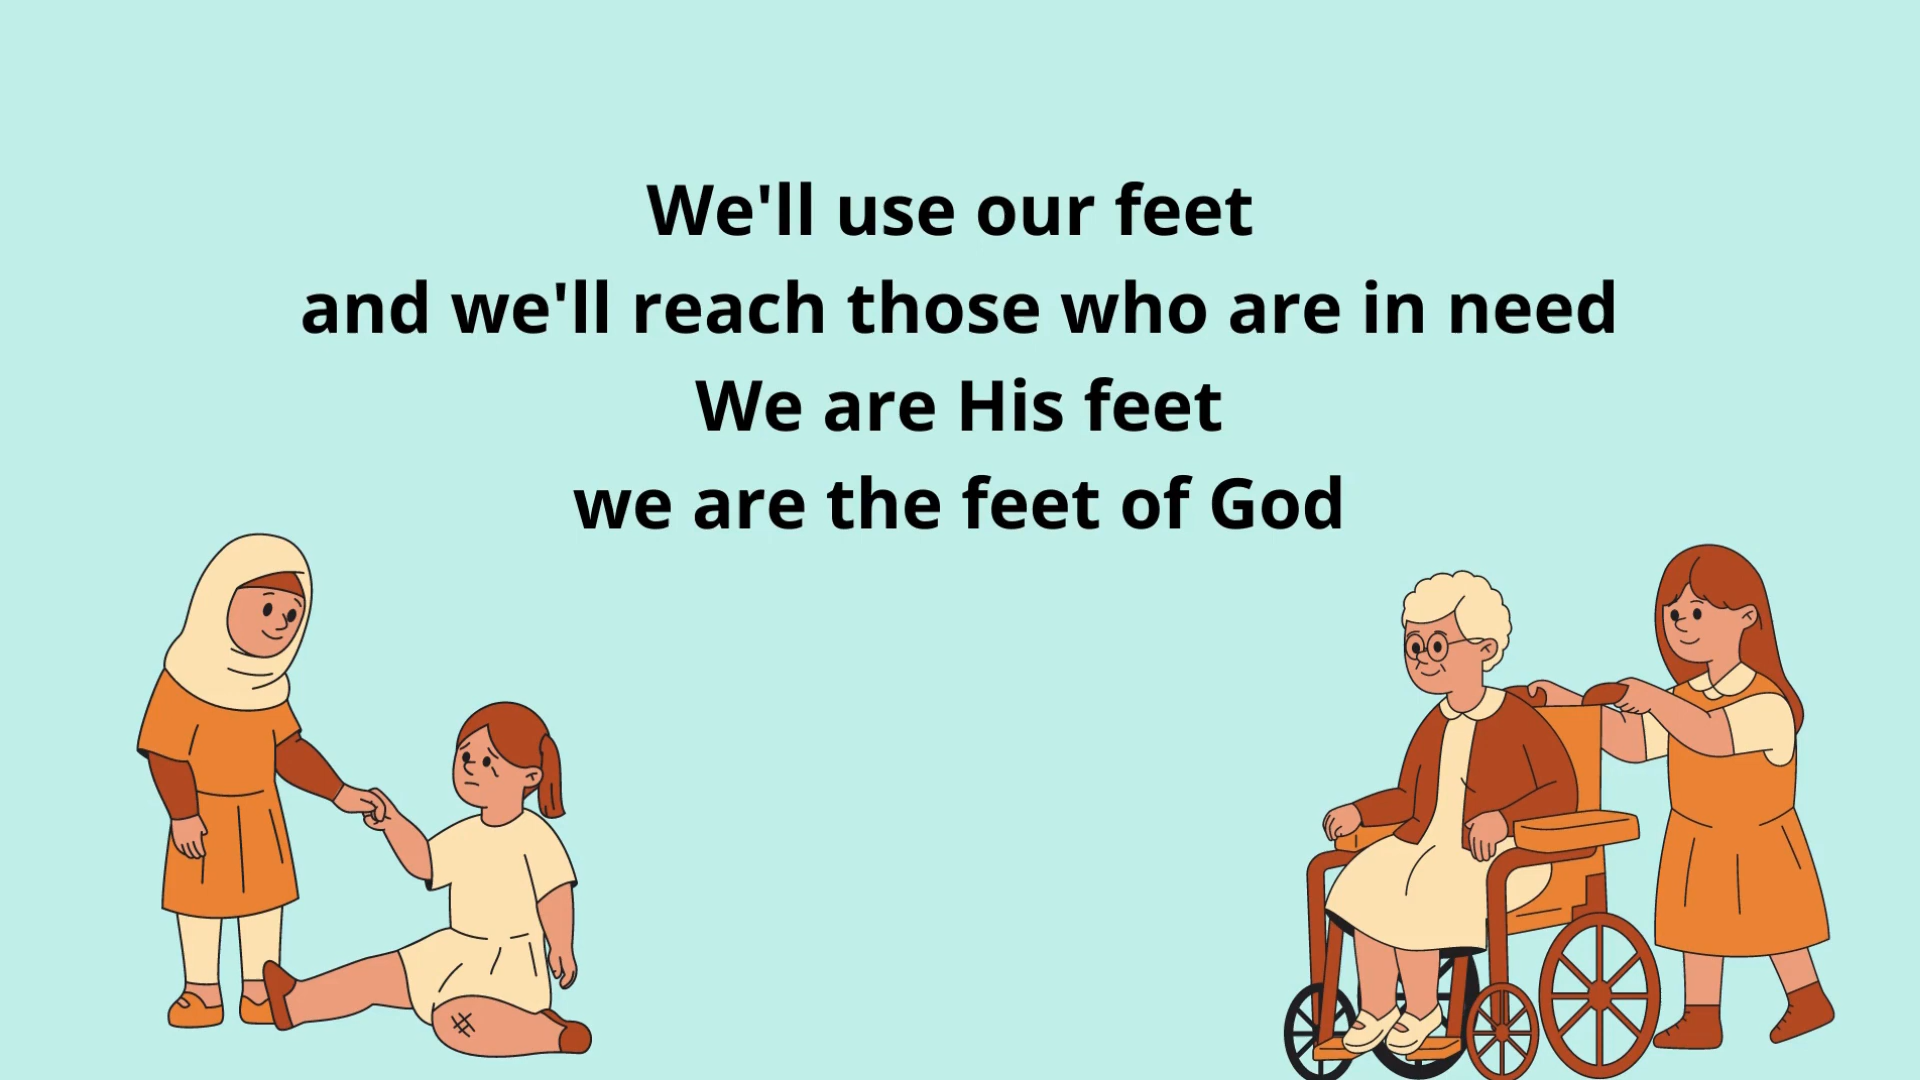 We'll use our feet
and we'll reach those who are in need
We are His feet
we are the feet of God